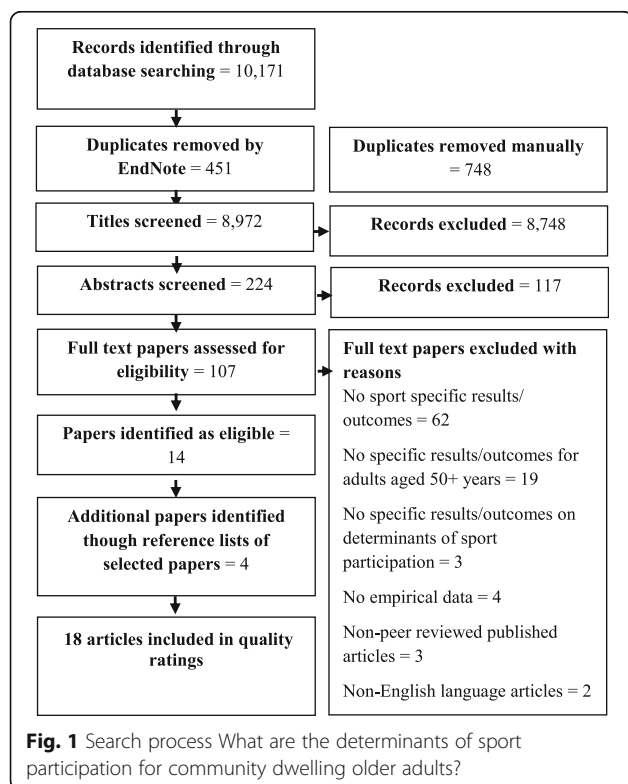 Records identified through
database searching = 10,171
Duplicates removed by
EndNote = 451
Duplicates removed manually
= 748
Titles screened = 8,972
Records excluded = 8,748
Abstracts screened = 224
Records excluded = 117
Full text papers assessed for
eligibility = 107
Full text papers excluded with
reasons
No sport specific results/
outcomes = 62
No specific results/outcomes for
adults aged 50+ years = 19
No specific results/outcomes on
determinants of sport
participation = 3
No empirical data = 4
Non-peer reviewed published
articles = 3
Non-English language articles = 2
Papers identified as eligible =
14
Additional papers identified
though reference lists of
selected papers = 4
18 articles included in quality
ratings
Fig. 1 Search process What are the determinants of sport
participation for community dwelling older adults?